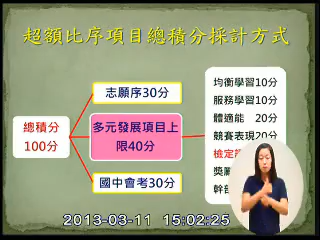 超額比序項目總積分採計方式
總積分
100分
志願序30分
多元發展項目上
限40分
國中會考30分
均衡學習10分
服務學習10分
體適能 20分
競賽表現20分
檢定
獎
幹部
2013-03-11 15:02:25